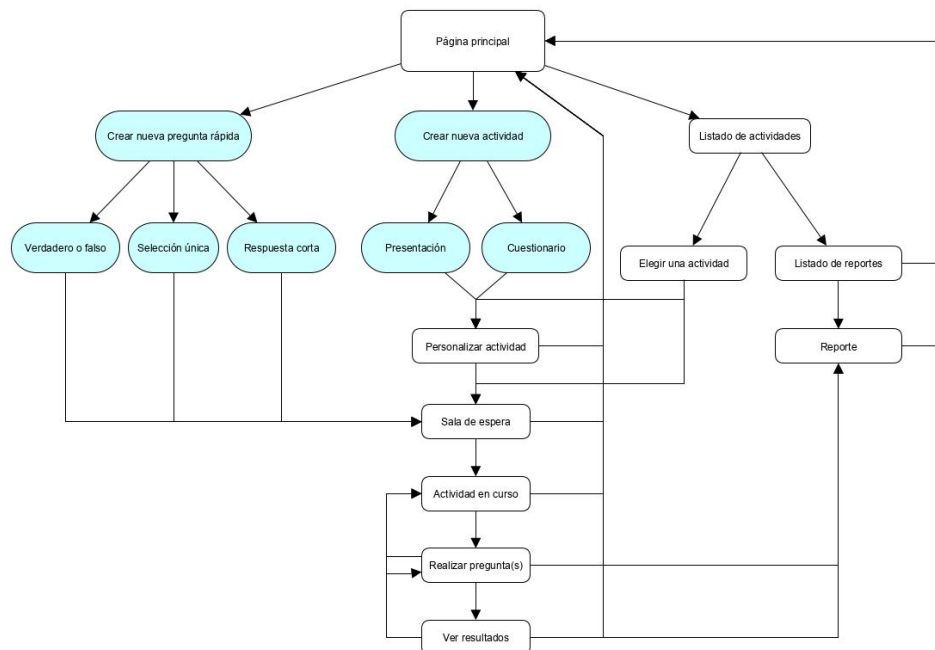 Página principal
Crear nueva pregunta rápida
Crear nueva actividad
Listado de actividades
Verdadero o falso
Selección única
Respuesta corta
Presentación
Cuestionario
Elegir una actividad
Listado de reportes
Personalizar actividad
Reporte
Sala de espera
Actividad en curso
Realizar pregunta(s)
Ver resultados